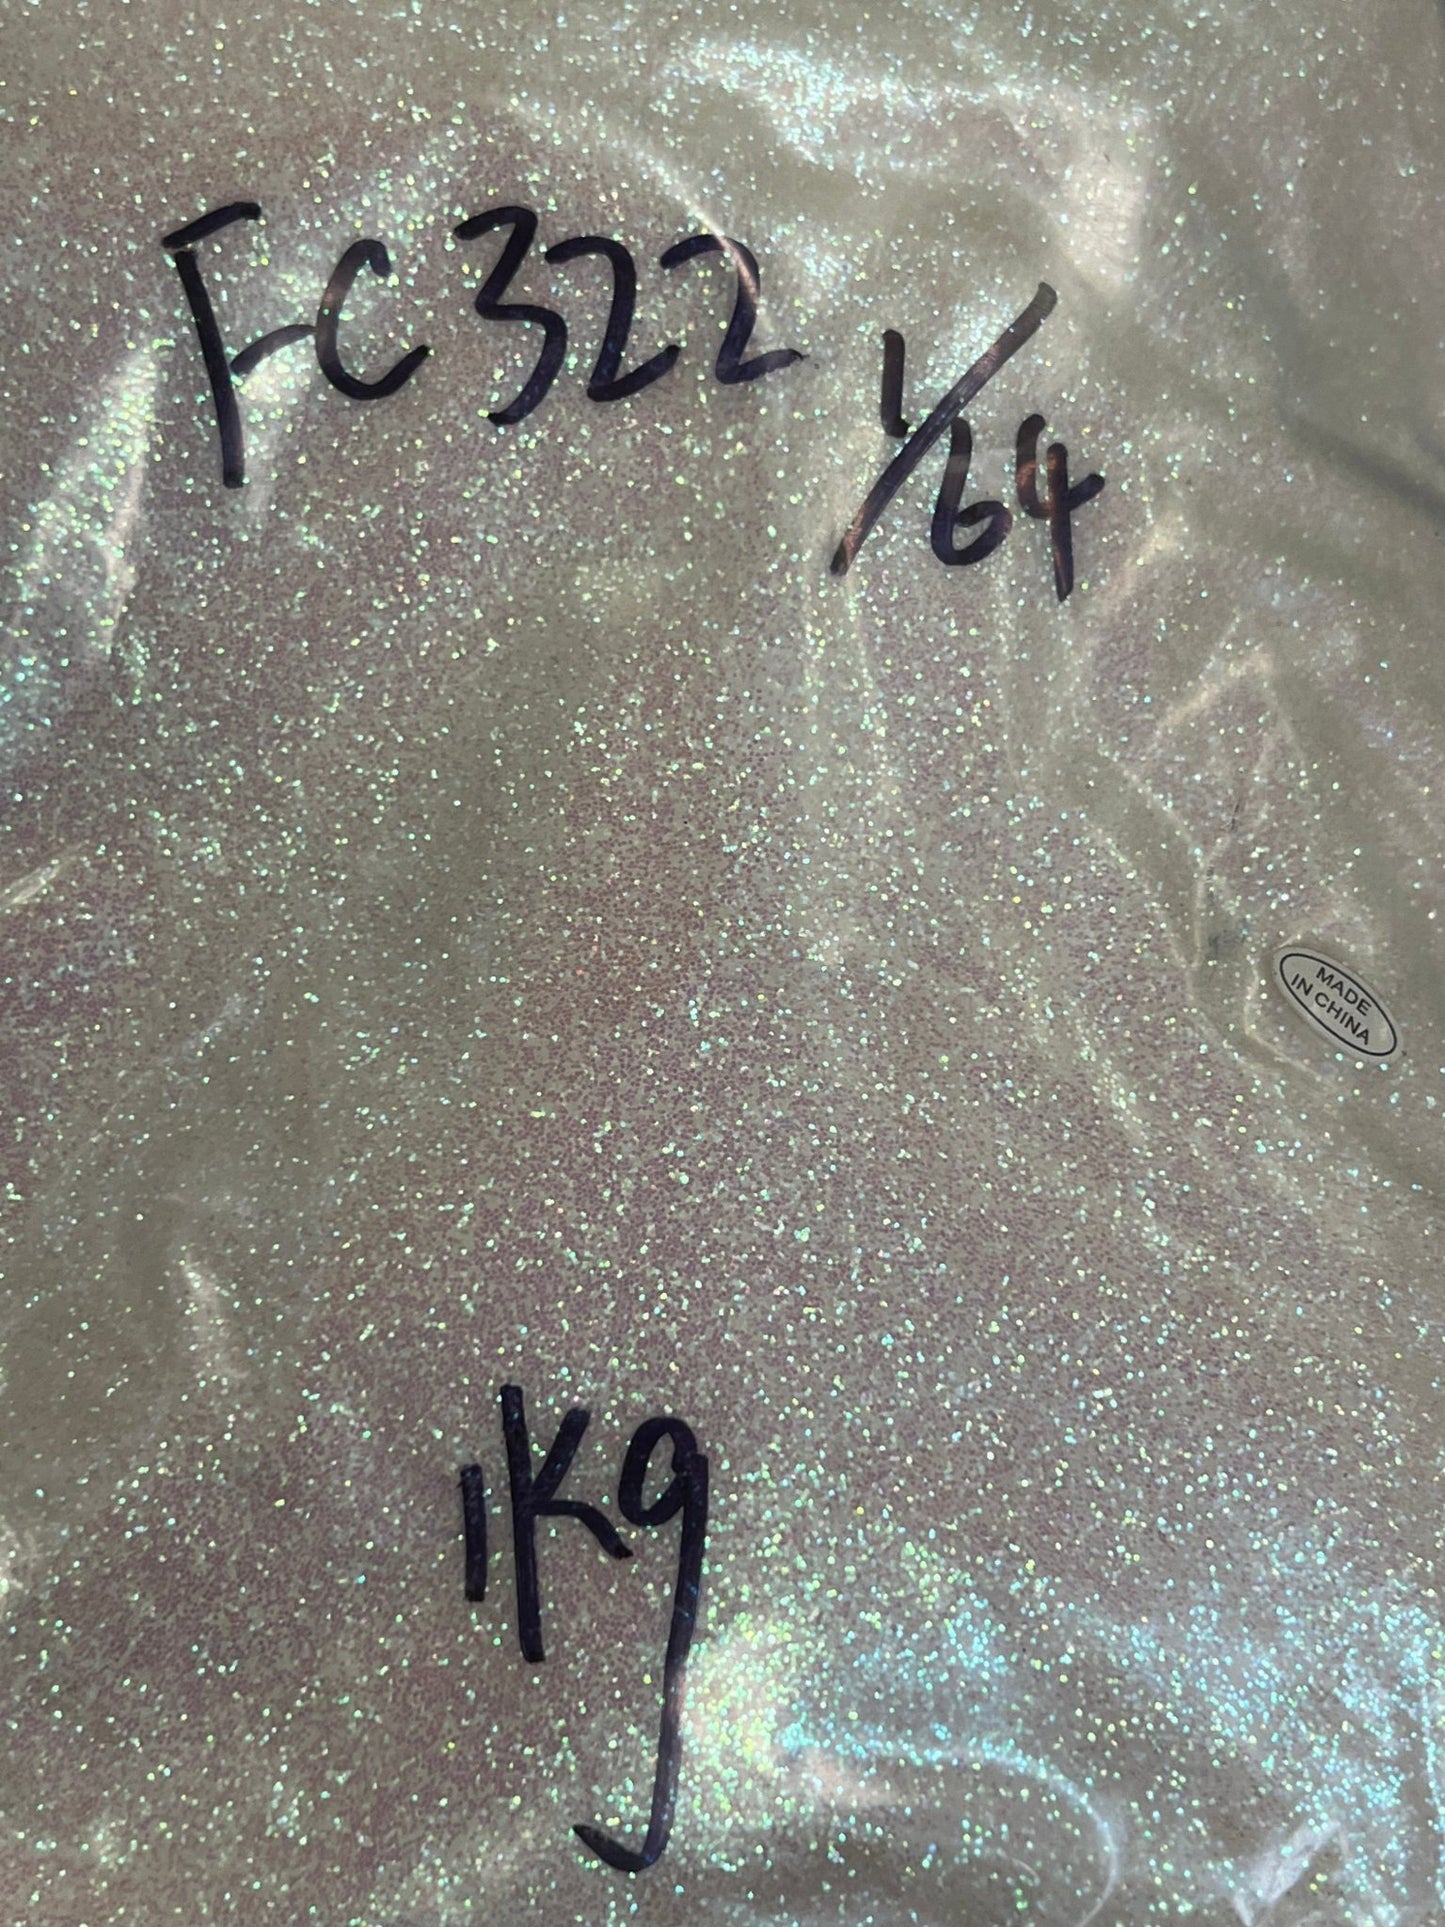 FC322 1/64
MADE
IN CHINA
1Kg